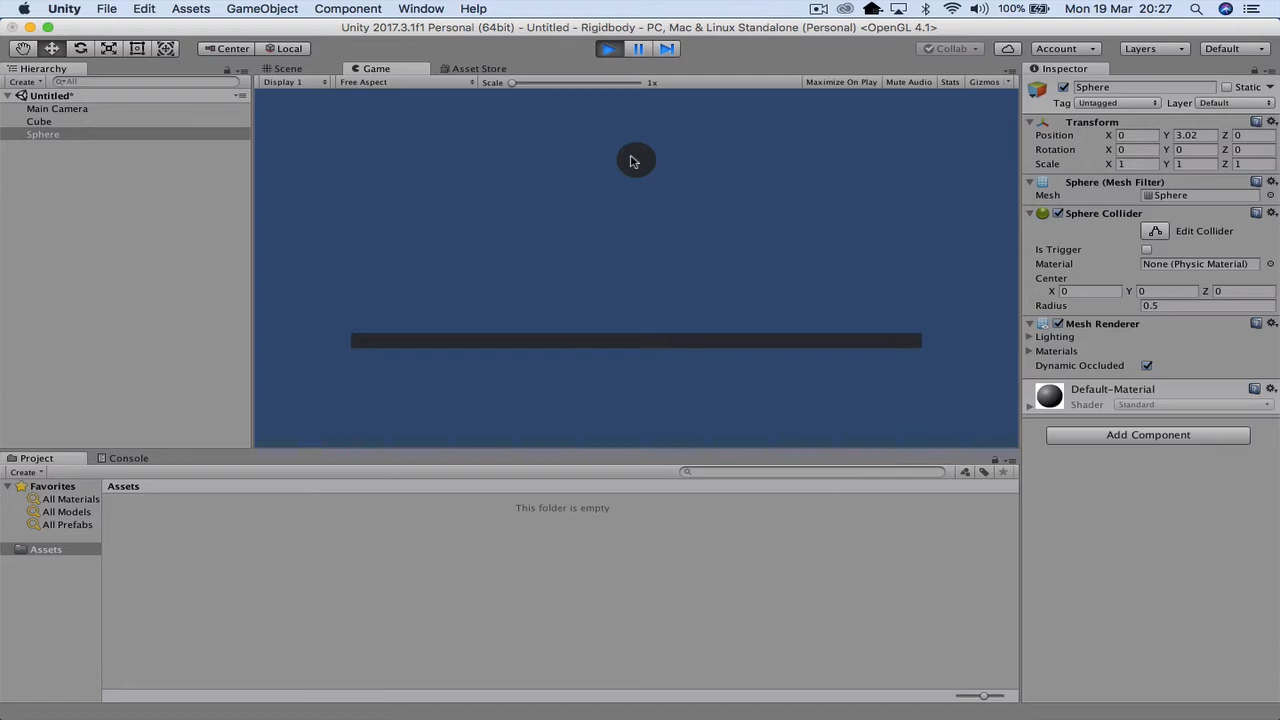 Unity File Edit Assets GameObject Component Window Help 100% Mon 19 Mar 20:27
Unity 2017.3.1f1 Personal (64bit) - Untitled - Rigidbody - PC, Mac & Linux Standalone (Personal) <OpenGL 4.1>
Center Local Collab Account Layers Default
Hierarchy Scene Game Asset Store Inspector
Create All Display 1 Free Aspect Scale 1x Maximize On Play Mute Audio Stats Gizmos
Sphere Static
Untitled*
Tag Untagged Layer Default
Main Camera
Cube
Sphere
Transform
Position X 0 Y 3.02 Z 0
Rotation X 0 Y 0 Z 0
Scale X 1 Y 1 Z 1
Sphere (Mesh Filter)
Mesh Sphere
Sphere Collider
Edit Collider
Is Trigger
Material None (Physic Material)
Center
X 0 Y 0 Z 0
Radius 0.5
Mesh Renderer
Lighting
Materials
Dynamic Occluded
Default-Material
Shader Standard
Add Component
Project Console
Create
Favorites
All Materials
All Models
All Prefabs
Assets
Assets
This folder is empty